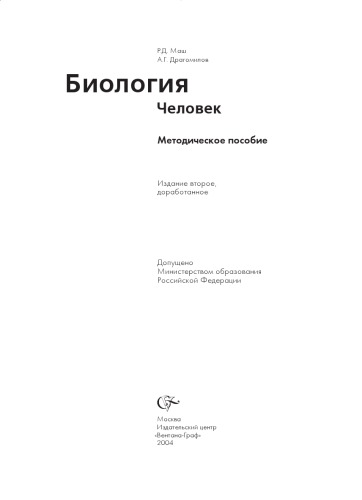 Р.Д. Маш
А.Г. Драгомилов
Биология
Человек
Методическое пособие
Издание второе,
доработанное
Допущено
Министерством образования
Российской Федерации
Москва
Издательский центр
«Вентана-Граф»
2004